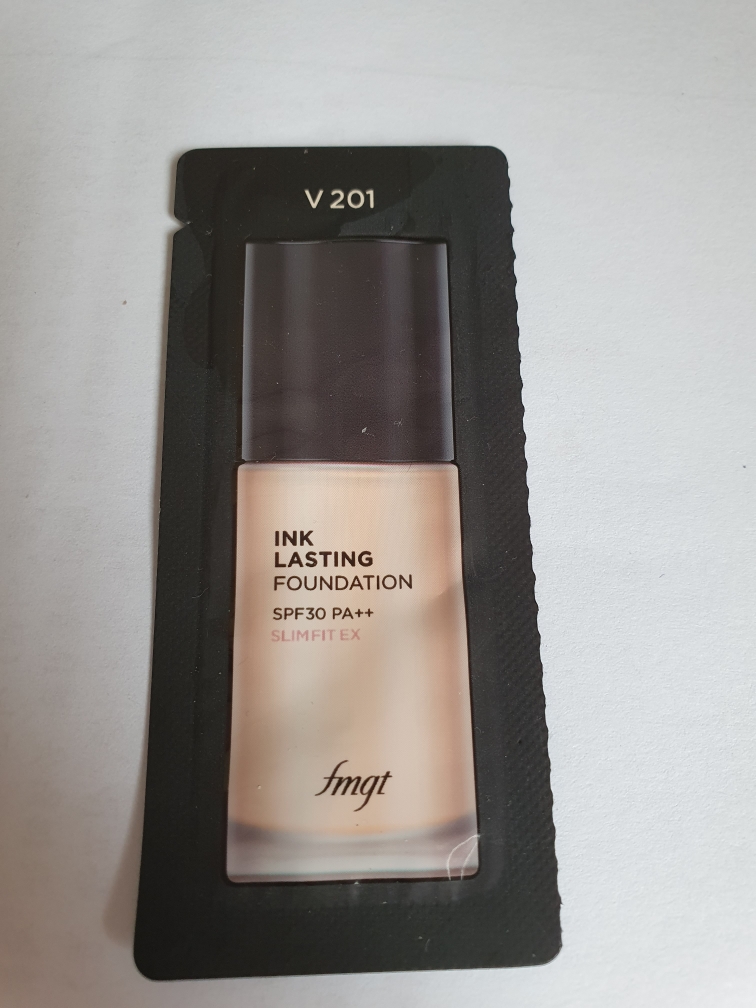 V 201
INK
LASTING
FOUNDATION
SPF30 PA++
SLIMFIT EX
fmgt